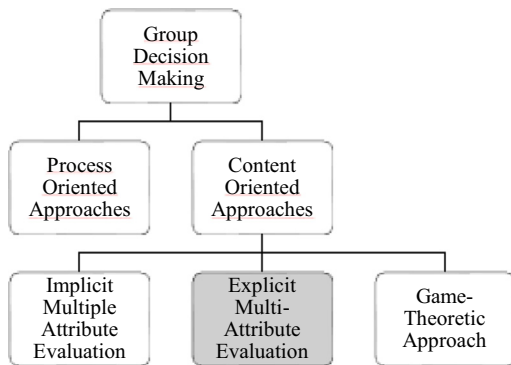 Group
Decision
Making
Process
Oriented
Approaches
Content
Oriented
Approaches
Implicit
Multiple
Attribute
Evaluation
Explicit
Multi-
Attribute
Evaluation
Game-
Theoretic
Approach